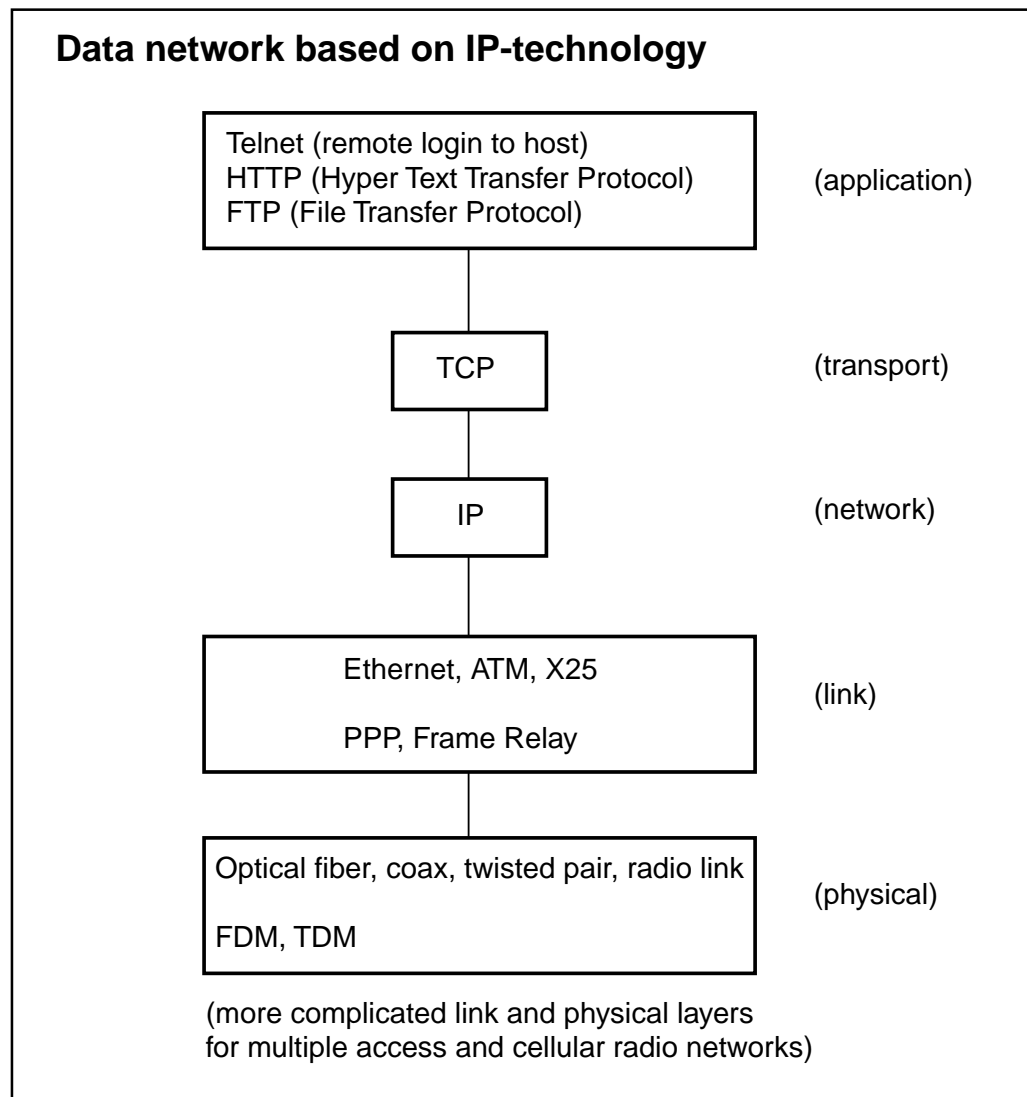 Data network based on IP-technology
Telnet (remote login to host)
HTTP (Hyper Text Transfer Protocol)
FTP (File Transfer Protocol)
(application)
TCP
(transport)
IP
(network)
Ethernet, ATM, X25
PPP, Frame Relay
(link)
Optical fiber, coax, twisted pair, radio link
FDM, TDM
(physical)
(more complicated link and physical layers
for multiple access and cellular radio networks)